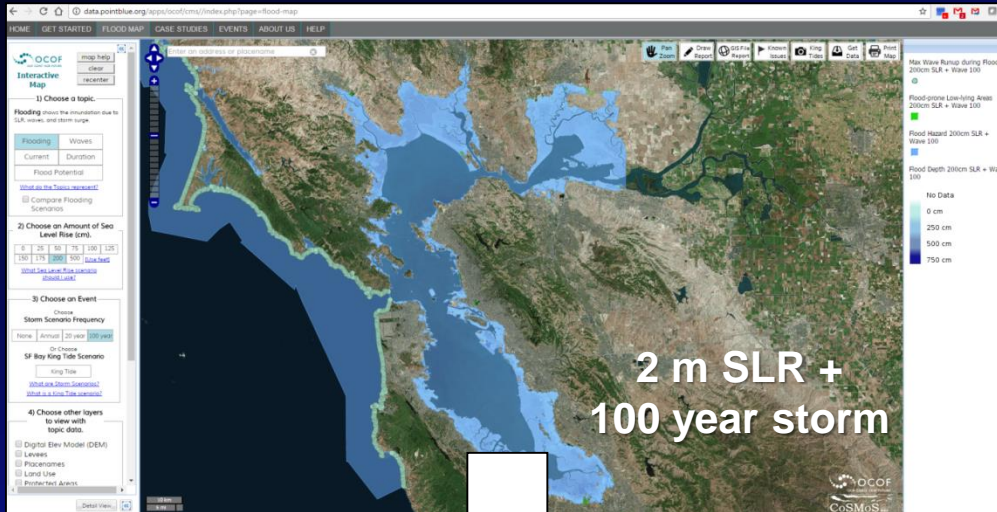 data.pointblue.org/apps/ocof/cms//index.php?page=flood-map
HOME GET STARTED FLOOD MAP CASE STUDIES EVENTS ABOUT US HELP
OCOF
Interactive
Map
map help
clear
recenter
1) Choose a topic.
Flooding shows the inundation due to
SLR, waves, and storm surge.
Flooding Waves
Current Duration
Flood Potential
What do the Topics represent?
Compare Flooding
Scenarios
2) Choose an Amount of Sea
Level Rise (cm).
0 25 50 75 100 125
150 175 200 500 (Use feet)
What Sea Level Rise scenario
should I use?
3) Choose an Event
Choose
Storm Scenario Frequency
None Annual 20 year 100 year
Or Choose
SF Bay King Tide Scenario
King Tide
What are Storm Scenarios?
What is a King Tide scenario?
4) Choose other layers
to view with
topic data.
Digital Elev Model (DEM)
Levees
Placenames
Land Use
Protected Areas
Detail View...
Enter an address or placename
Pan
Zoom
Draw
Report
GIS File
Report
Known
Issues
King
Tides
Get
Data
Print
Map
10 km
6 mi
2 m SLR +
100 year storm
OCOF
CoSMoS
Max Wave Runup during Flood
200cm SLR + Wave 100
Flood-prone Low-lying Areas
200cm SLR + Wave 100
Flood Hazard 200cm SLR +
Wave 100
Flood Depth 200cm SLR + Wa
100
No Data
0 cm
250 cm
500 cm
750 cm